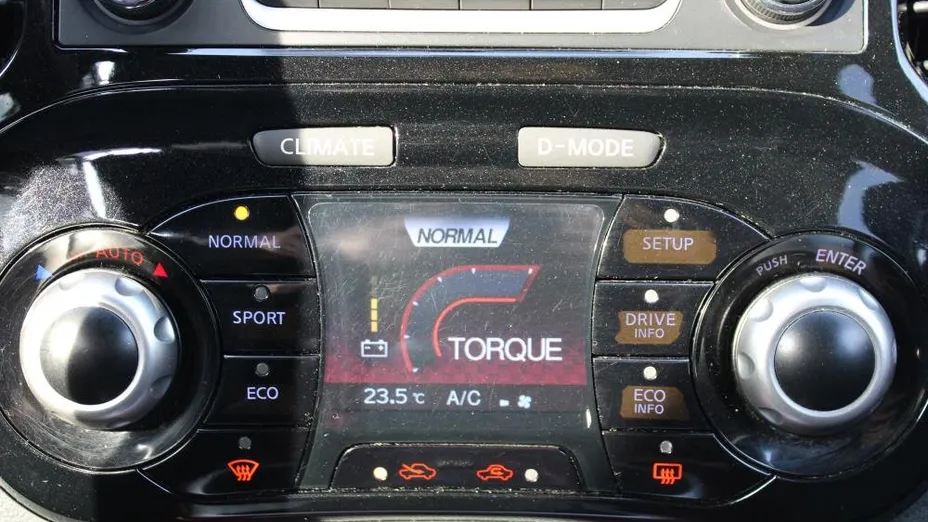 CLIMATE
D-MODE
AUTO
NORMAL
SPORT
ECO
NORMAL
TORQUE
23.5℃ A/C
SETUP
DRIVE
INFO
ECO
INFO
PUSH ENTER